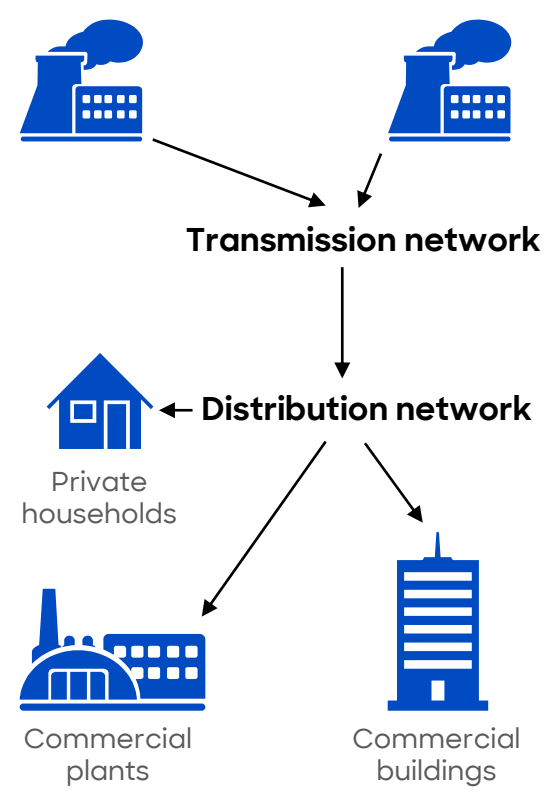 Transmission network
Distribution network
Private
households
Commercial
plants
Commercial
buildings